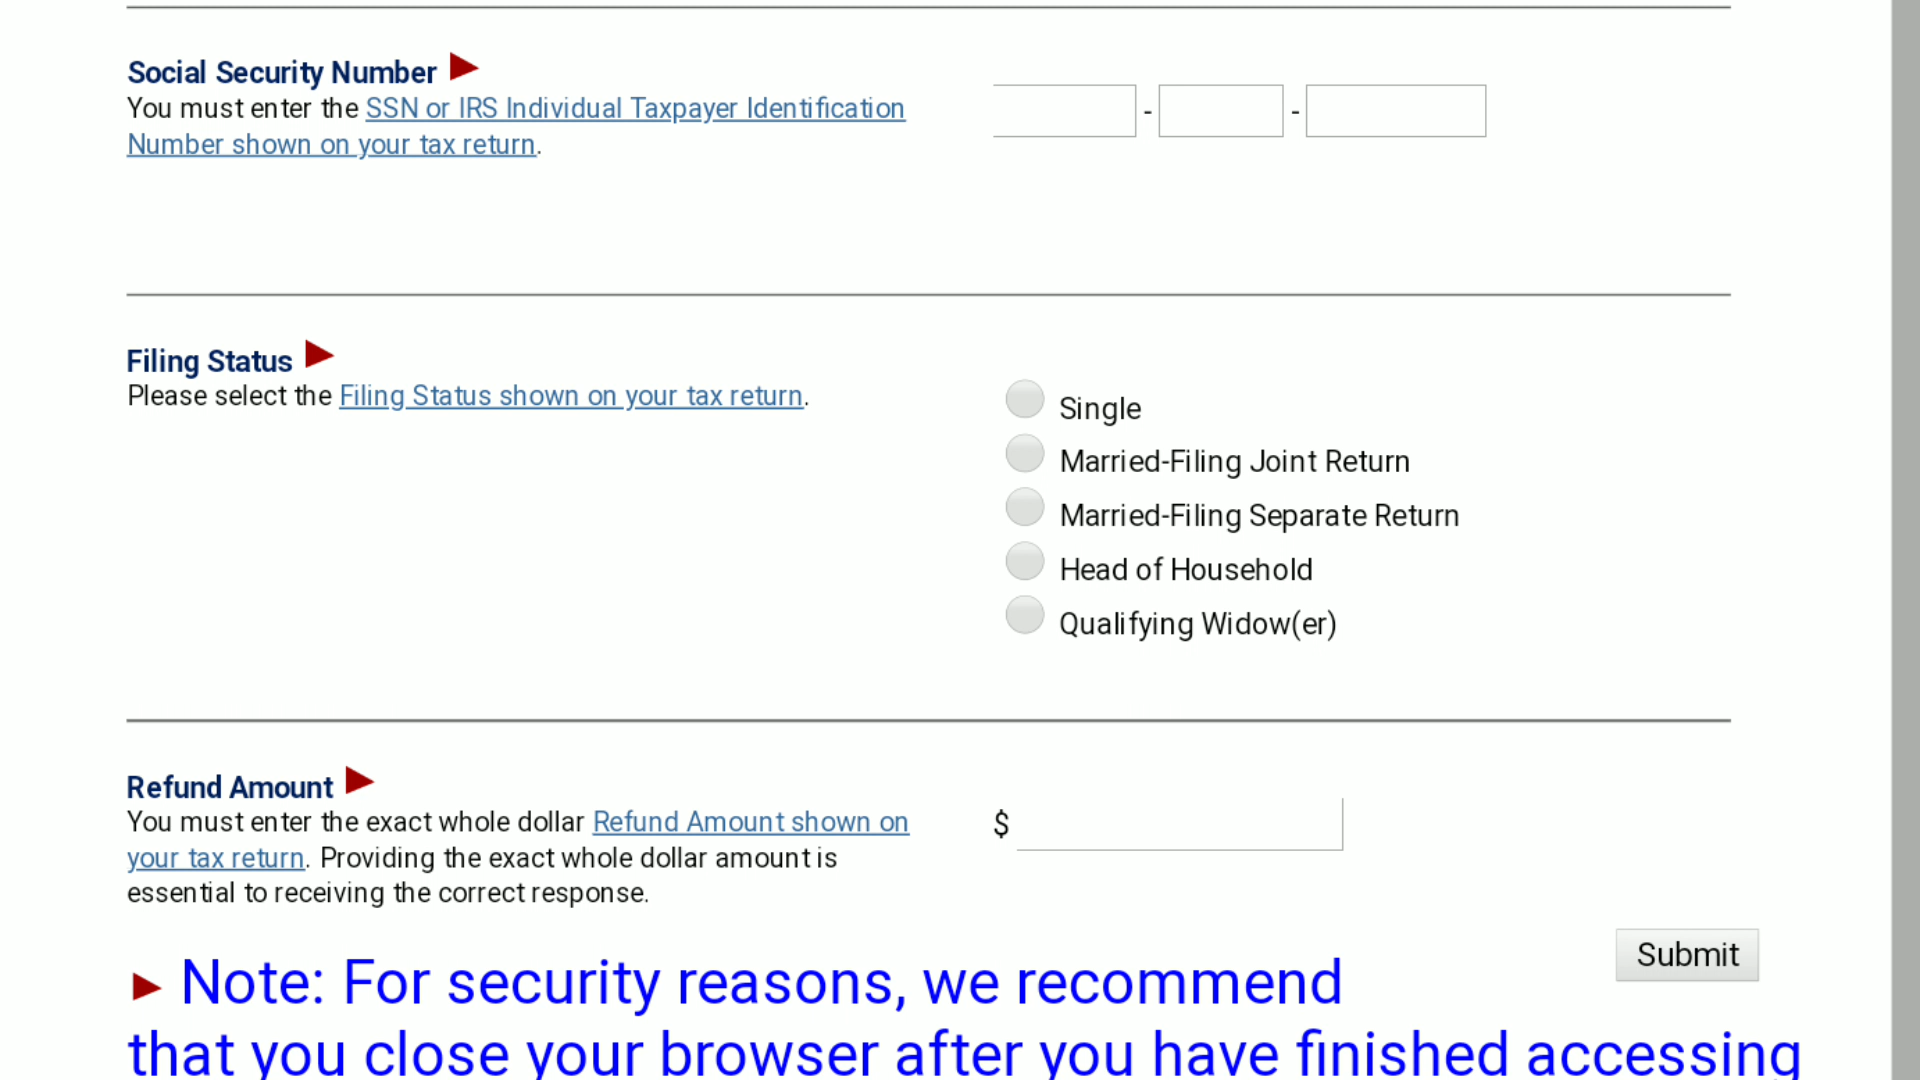 Social Security Number
You must enter the SSN or IRS Individual Taxpayer Identification
Number shown on your tax return.
- -
Filing Status
Please select the Filing Status shown on your tax return.
Single
Married-Filing Joint Return
Married-Filing Separate Return
Head of Household
Qualifying Widow(er)
Refund Amount
You must enter the exact whole dollar Refund Amount shown on
your tax return. Providing the exact whole dollar amount is
essential to receiving the correct response.
$
Submit
Note: For security reasons, we recommend
that you close your browser after you have finished accessing